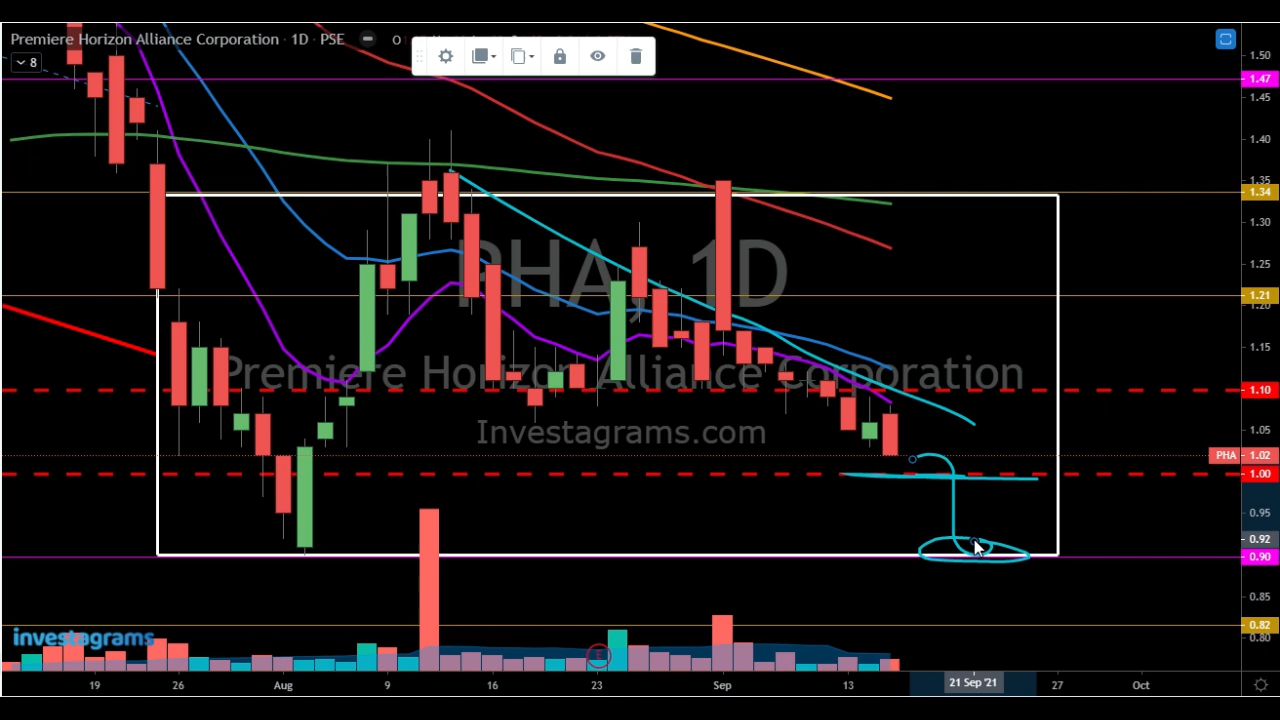 Premiere Horizon Alliance Corporation · 1D · PSE
O
8
PHA, 1D
Premiere Horizon Alliance Corporation
Investagrams.com
investagrams
E
1.50
1.47
1.45
1.40
1.35
1.34
1.30
1.25
1.21
1.20
1.15
1.10
1.05
PHA 1.02
1.00
0.95
0.92
0.90
0.85
0.82
0.80
19 26 Aug 9 16 23 Sep 13 21 Sep '21 27 Oct